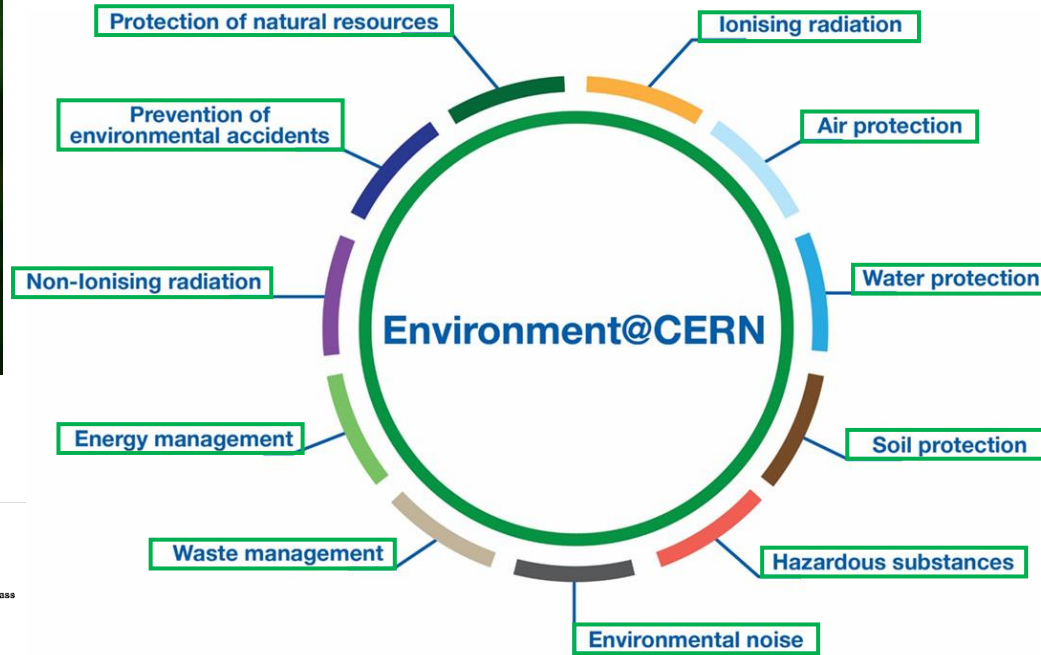 Protection of natural resources
Ionising radiation
Prevention of
environmental accidents
Air protection
Non-Ionising radiation
Water protection
Environment@CERN
Energy management
Soil protection
Waste management
Hazardous substances
Environmental noise